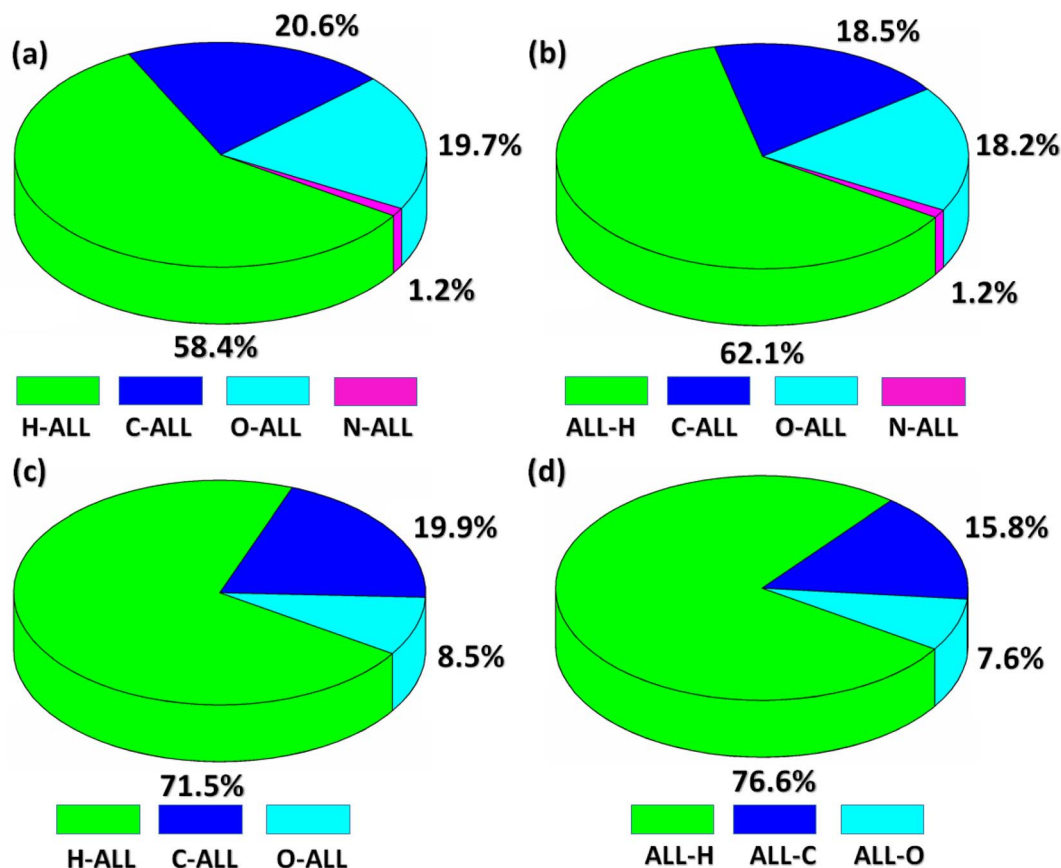 (a)
20.6%
19.7%
1.2%
58.4%
H-ALL C-ALL O-ALL N-ALL
(b)
18.5%
18.2%
1.2%
62.1%
ALL-H C-ALL O-ALL N-ALL
(c)
19.9%
8.5%
71.5%
H-ALL C-ALL O-ALL
(d)
15.8%
7.6%
76.6%
ALL-H ALL-C ALL-O